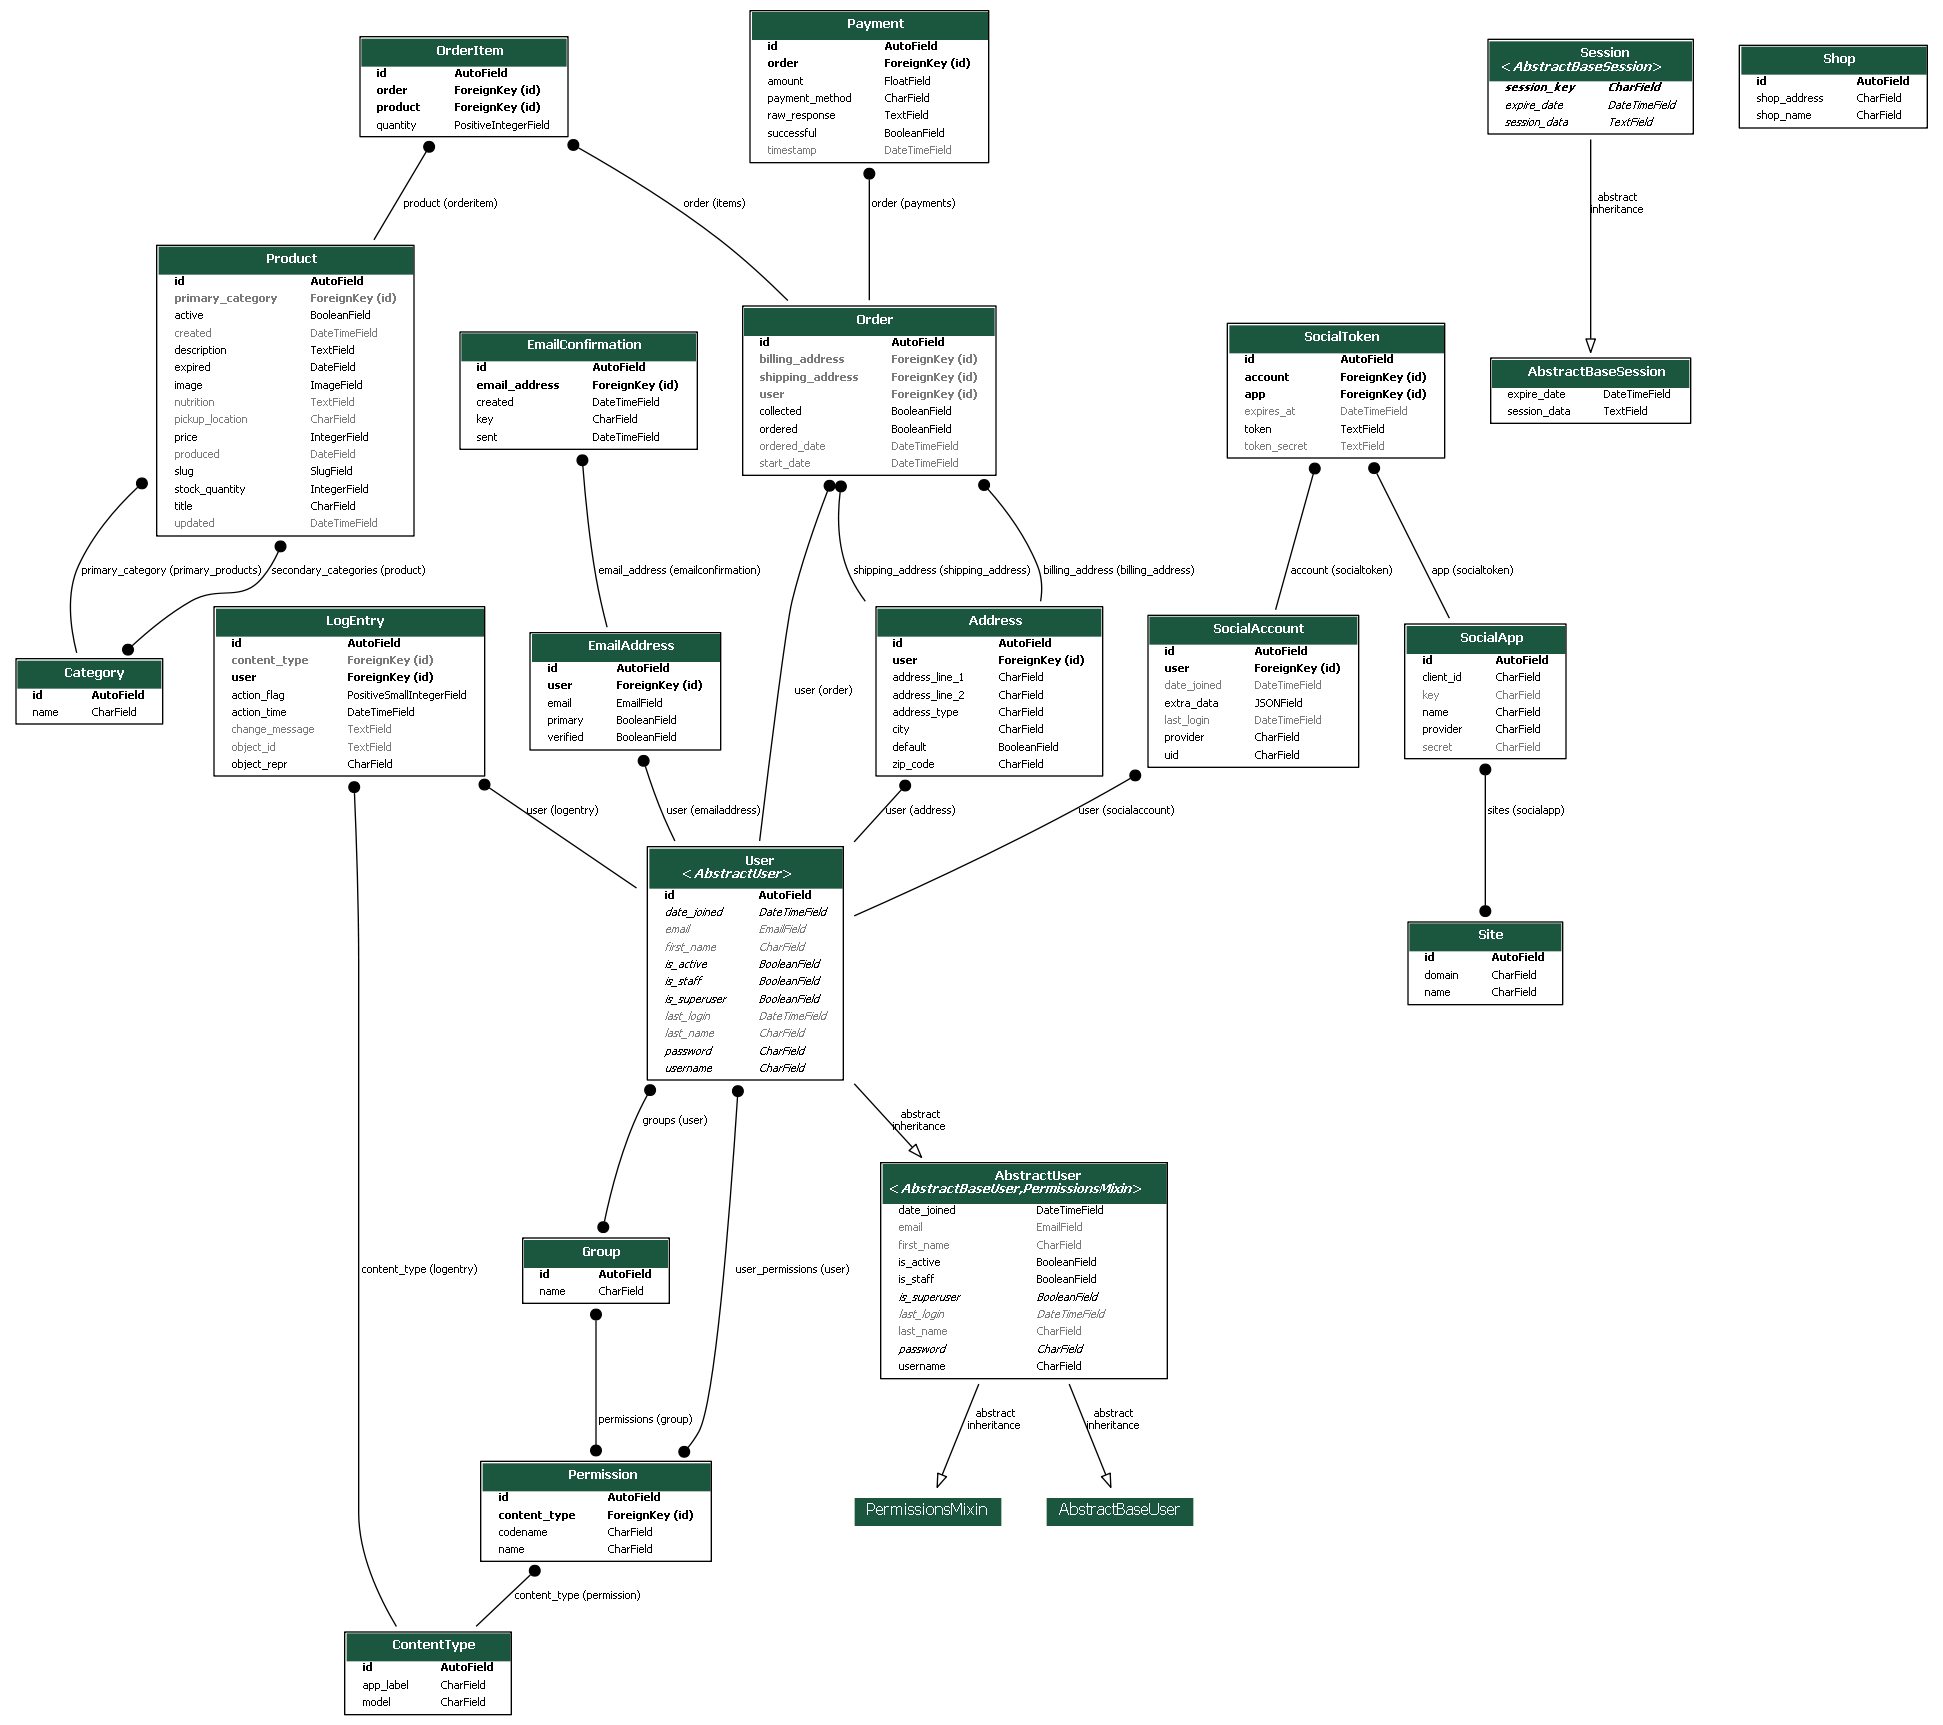 OrderItem
id AutoField
order ForeignKey (id)
product ForeignKey (id)
quantity PositiveIntegerField
Payment
id AutoField
order ForeignKey (id)
amount FloatField
payment_method CharField
raw_response TextField
successful BooleanField
timestamp DateTimeField
Session
<AbstractBaseSession>
session_key CharField
expire_date DateTimeField
session_data TextField
Shop
id AutoField
shop_address CharField
shop_name CharField
product (orderitem)
order (items)
order (payments)
abstract
inheritance
Product
id AutoField
primary_category ForeignKey (id)
active BooleanField
created DateTimeField
description TextField
expired DateField
image ImageField
nutrition TextField
pickup_location CharField
price IntegerField
produced DateField
slug SlugField
stock_quantity IntegerField
title CharField
updated DateTimeField
EmailConfirmation
id AutoField
email_address ForeignKey (id)
created DateTimeField
key CharField
sent DateTimeField
Order
id AutoField
billing_address ForeignKey (id)
shipping_address ForeignKey (id)
user ForeignKey (id)
collected BooleanField
ordered BooleanField
ordered_date DateTimeField
start_date DateTimeField
SocialToken
id AutoField
account ForeignKey (id)
app ForeignKey (id)
expires_at DateTimeField
token TextField
token_secret TextField
AbstractBaseSession
expire_date DateTimeField
session_data TextField
primary_category (primary_products)
secondary_categories (product)
email_address (emailconfirmation)
shipping_address (shipping_address)
billing_address (billing_address)
account (socialtoken)
app (socialtoken)
Category
id AutoField
name CharField
LogEntry
id AutoField
content_type ForeignKey (id)
user ForeignKey (id)
action_flag PositiveSmallIntegerField
action_time DateTimeField
change_message TextField
object_id TextField
object_repr CharField
EmailAddress
id AutoField
user ForeignKey (id)
email EmailField
primary BooleanField
verified BooleanField
user (order)
Address
id AutoField
user ForeignKey (id)
address_line_1 CharField
address_line_2 CharField
address_type CharField
city CharField
default BooleanField
zip_code CharField
SocialAccount
id AutoField
user ForeignKey (id)
date_joined DateTimeField
extra_data JSONField
last_login DateTimeField
provider CharField
uid CharField
SocialApp
id AutoField
client_id CharField
key CharField
name CharField
provider CharField
secret CharField
user (logentry)
user (emailaddress)
user (address)
user (socialaccount)
sites (socialapp)
User
<AbstractUser>
id AutoField
date_joined DateTimeField
email EmailField
first_name CharField
is_active BooleanField
is_staff BooleanField
is_superuser BooleanField
last_login DateTimeField
last_name CharField
password CharField
username CharField
Site
id AutoField
domain CharField
name CharField
groups (user)
abstract
inheritance
AbstractUser
<AbstractBaseUser,PermissionsMixin>
date_joined DateTimeField
email EmailField
first_name CharField
is_active BooleanField
is_staff BooleanField
is_superuser BooleanField
last_login DateTimeField
last_name CharField
password CharField
username CharField
Group
id AutoField
name CharField
content_type (logentry)
user_permissions (user)
permissions (group)
abstract
inheritance
abstract
inheritance
Permission
id AutoField
content_type ForeignKey (id)
codename CharField
name CharField
PermissionsMixin
AbstractBaseUser
content_type (permission)
ContentType
id AutoField
app_label CharField
model CharField